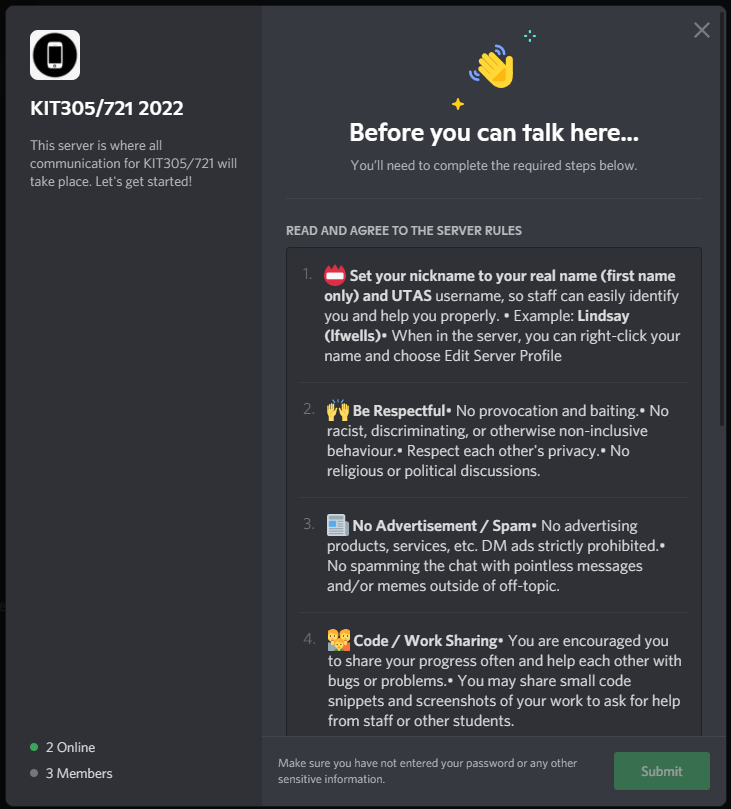 KIT305/721 2022
This server is where all
communication for KIT305/721 will
take place. Let's get started!
2 Online
3 Members
Before you can talk here...
You'll need to complete the required steps below.
READ AND AGREE TO THE SERVER RULES
1. 📛 Set your nickname to your real name (first name
only) and UTAS username, so staff can easily identify
you and help you properly. • Example: Lindsay
(lfwells)• When in the server, you can right-click your
name and choose Edit Server Profile
2. 🙌 Be Respectful• No provocation and baiting.• No
racist, discriminating, or otherwise non-inclusive
behaviour.• Respect each other's privacy.• No
religious or political discussions.
3. 📰 No Advertisement / Spam• No advertising
products, services, etc. DM ads strictly prohibited.•
No spamming the chat with pointless messages
and/or memes outside of off-topic.
4. 👨‍👩‍👧‍👦 Code / Work Sharing• You are encouraged you
to share your progress often and help each other with
bugs or problems.• You may share small code
snippets and screenshots of your work to ask for help
from staff or other students.
Make sure you have not entered your password or any other
sensitive information.
Submit